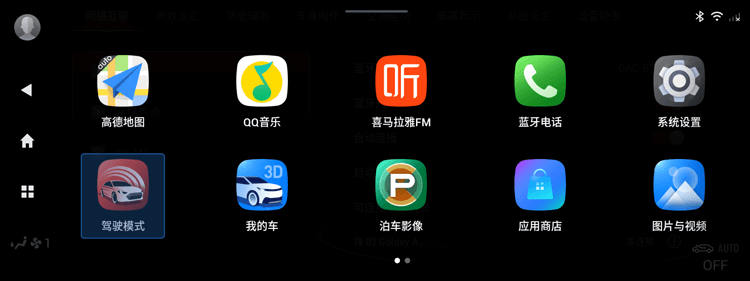 auto
高德地图
QQ音乐
听
喜马拉雅FM
蓝牙电话
系统设置
驾驶模式
3D
我的车
P
泊车影像
应用商店
图片与视频
1
AUTO
OFF